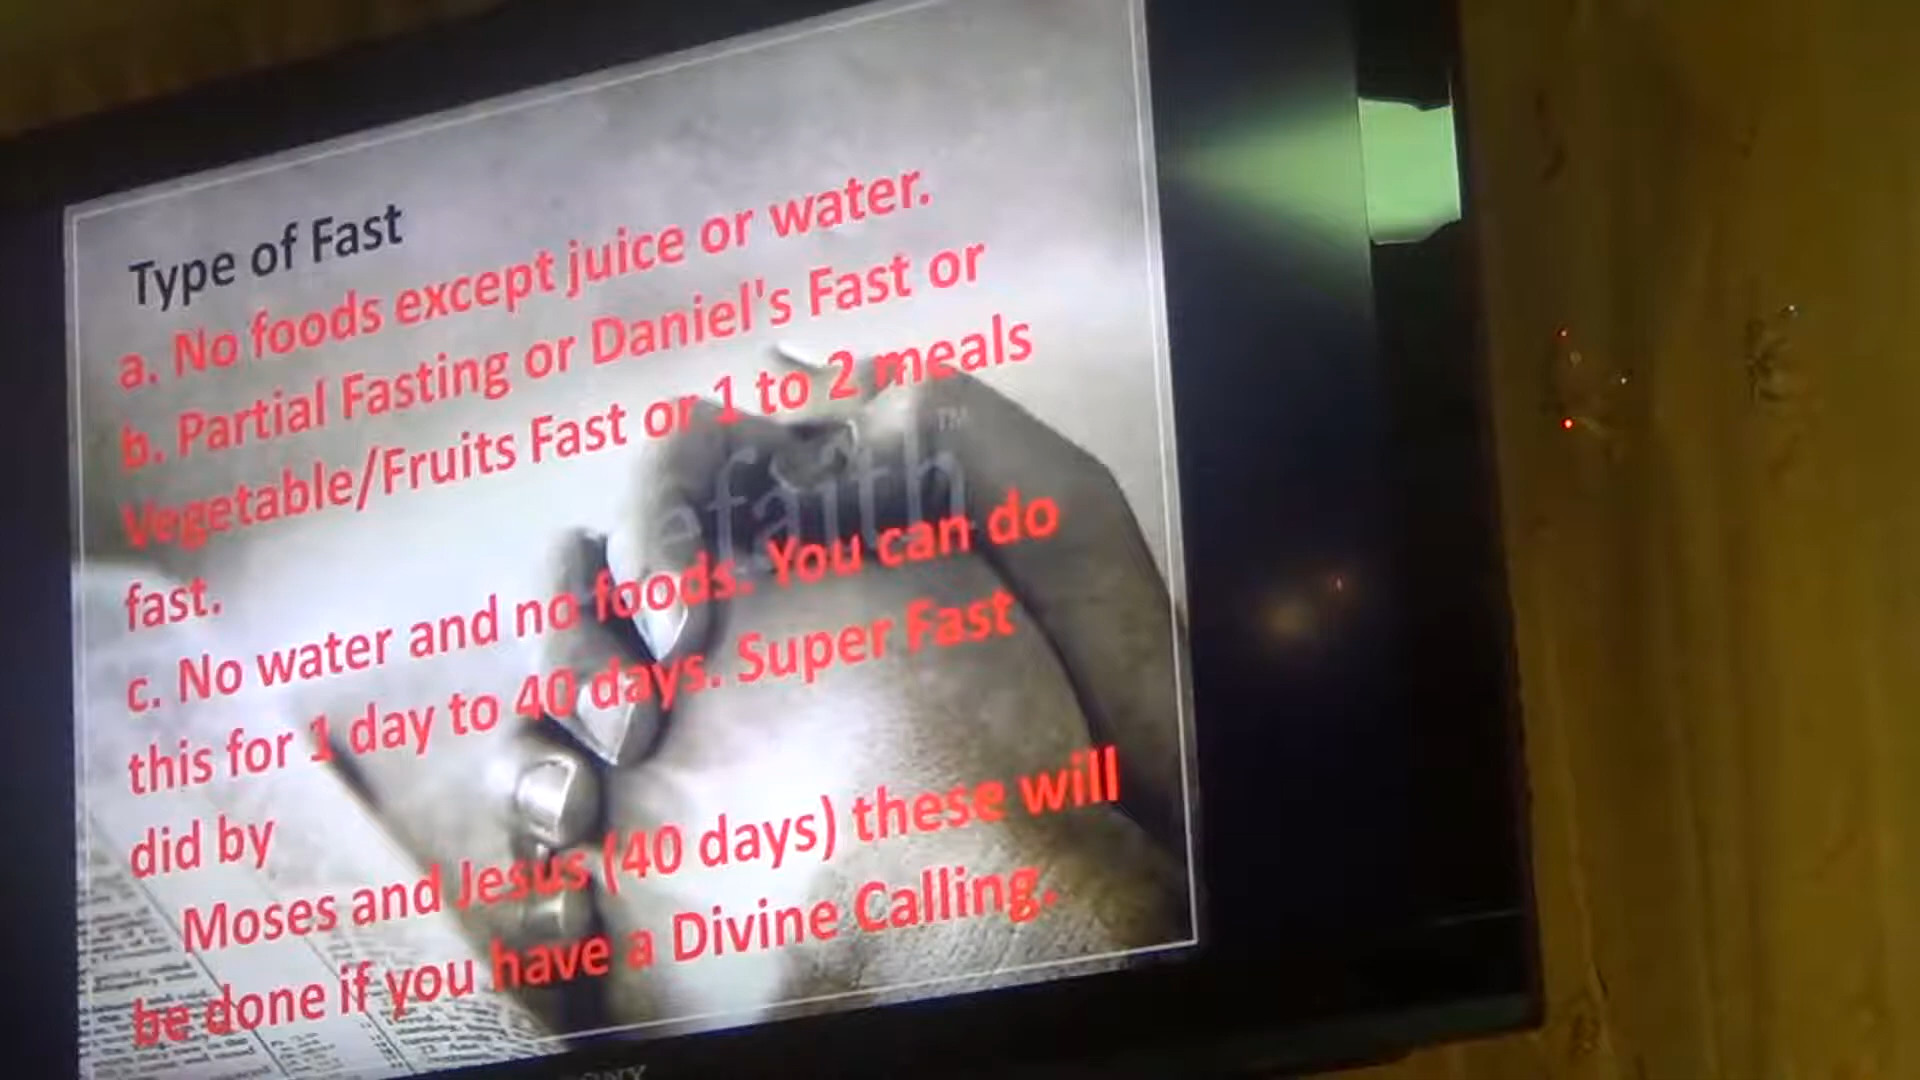 Type of Fast
a. No foods except juice or water.
b. Partial Fasting or Daniel's Fast or
Vegetable/Fruits Fast or 1 to 2 meals
fast.
c. No water and no foods. You can do
this for 1 day to 40 days. Super Fast
did by
Moses and Jesus (40 days) these will
be done if you have a Divine Calling.
efaith™